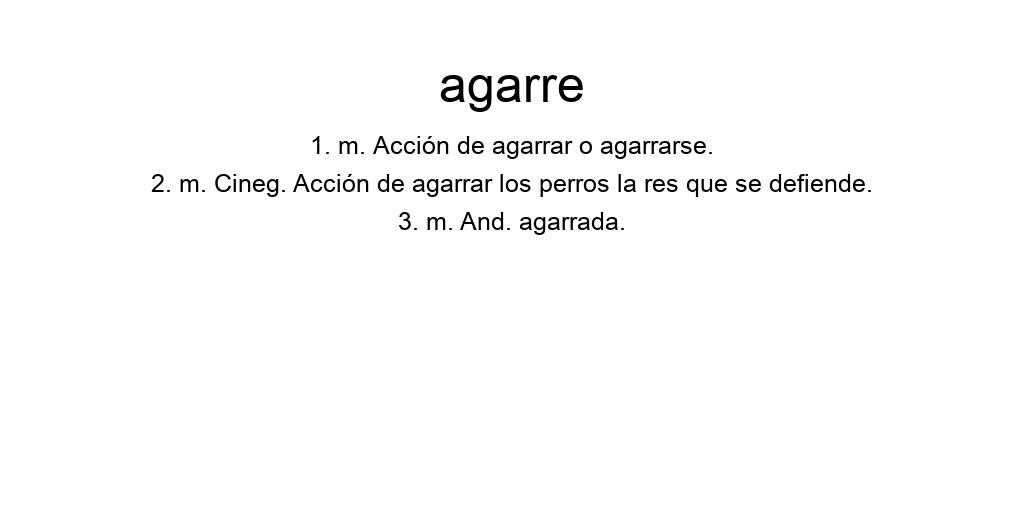 agarre
1. m. Acción de agarrar o agarrarse.
2. m. Cineg. Acción de agarrar los perros la res que se defiende.
3. m. And. agarrada.